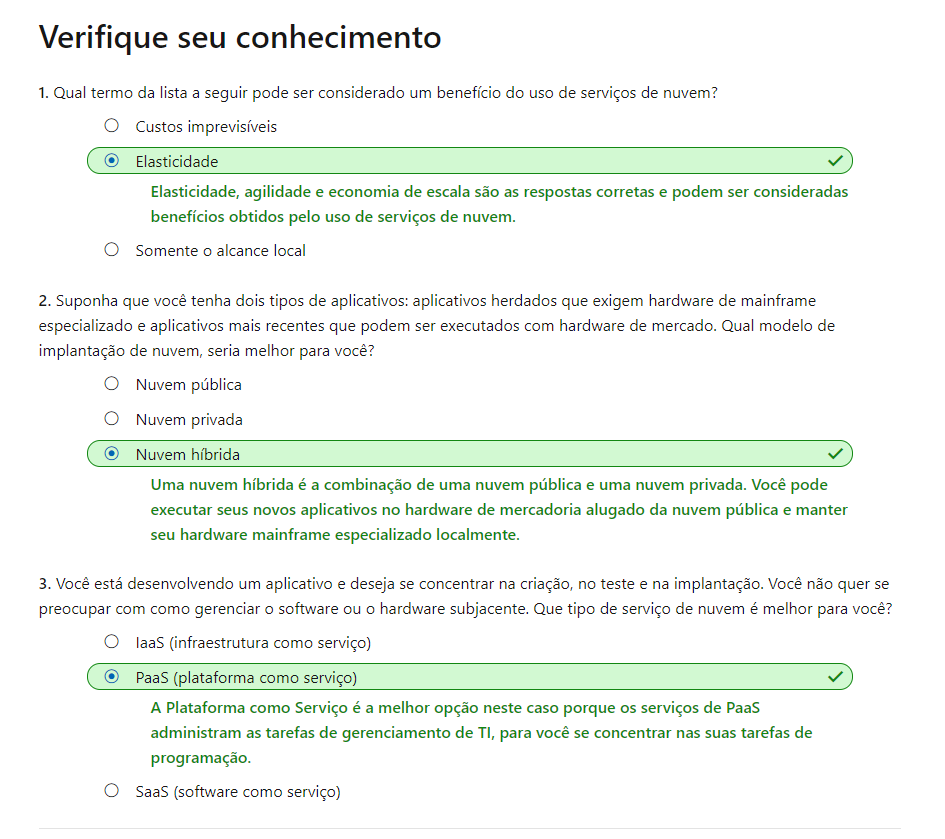 Verifique seu conhecimento
1. Qual termo da lista a seguir pode ser considerado um benefício do uso de serviços de nuvem?
Custos imprevisíveis
Elasticidade
Elasticidade, agilidade e economia de escala são as respostas corretas e podem ser consideradas
benefícios obtidos pelo uso de serviços de nuvem.
Somente o alcance local
2. Suponha que você tenha dois tipos de aplicativos: aplicativos herdados que exigem hardware de mainframe
especializado e aplicativos mais recentes que podem ser executados com hardware de mercado. Qual modelo de
implantação de nuvem, seria melhor para você?
Nuvem pública
Nuvem privada
Nuvem híbrida
Uma nuvem híbrida é a combinação de uma nuvem pública e uma nuvem privada. Você pode
executar seus novos aplicativos no hardware de mercadoria alugado da nuvem pública e manter
seu hardware mainframe especializado localmente.
3. Você está desenvolvendo um aplicativo e deseja se concentrar na criação, no teste e na implantação. Você não quer se
preocupar com como gerenciar o software ou o hardware subjacente. Que tipo de serviço de nuvem é melhor para você?
IaaS (infraestrutura como serviço)
PaaS (plataforma como serviço)
A Plataforma como Serviço é a melhor opção neste caso porque os serviços de PaaS
administram as tarefas de gerenciamento de TI, para você se concentrar nas suas tarefas de
programação.
SaaS (software como serviço)